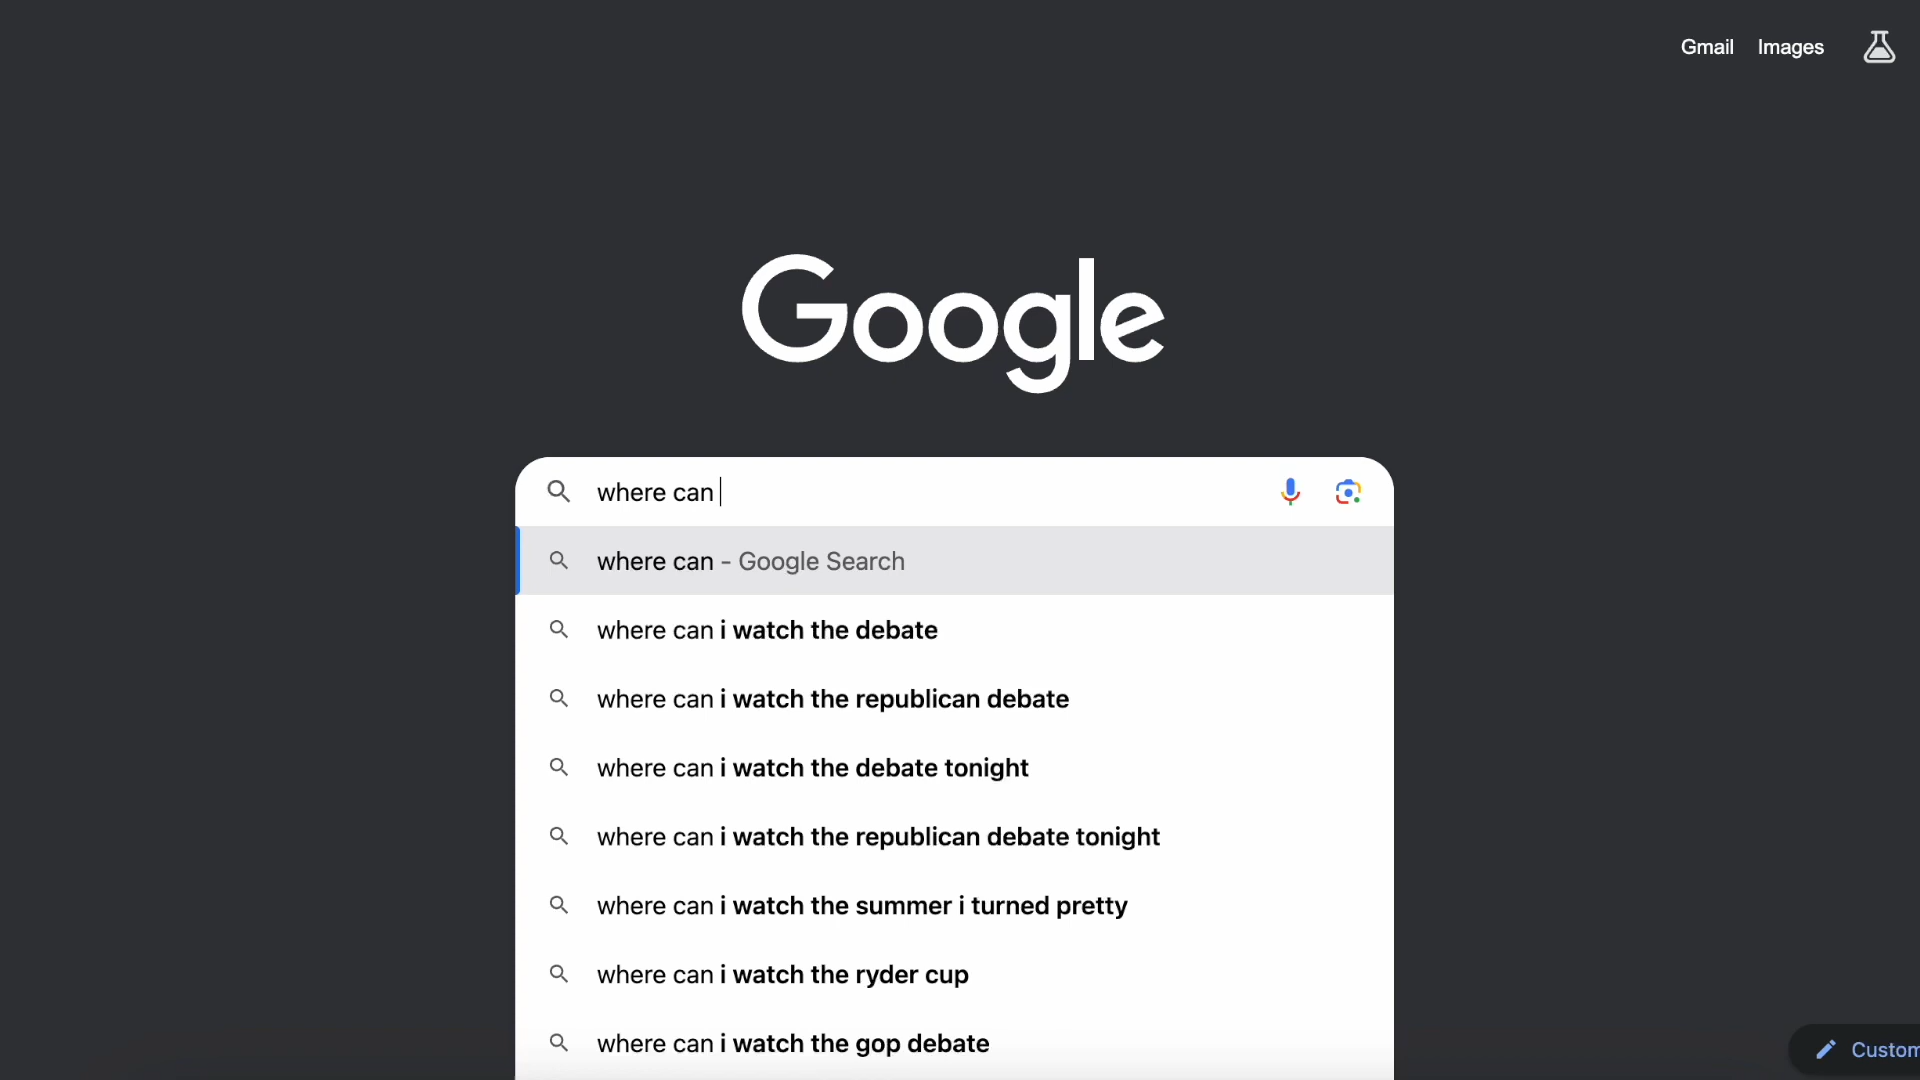 Gmail Images
Google
where can
where can - Google Search
where can i watch the debate
where can i watch the republican debate
where can i watch the debate tonight
where can i watch the republican debate tonight
where can i watch the summer i turned pretty
where can i watch the ryder cup
where can i watch the gop debate
Custom